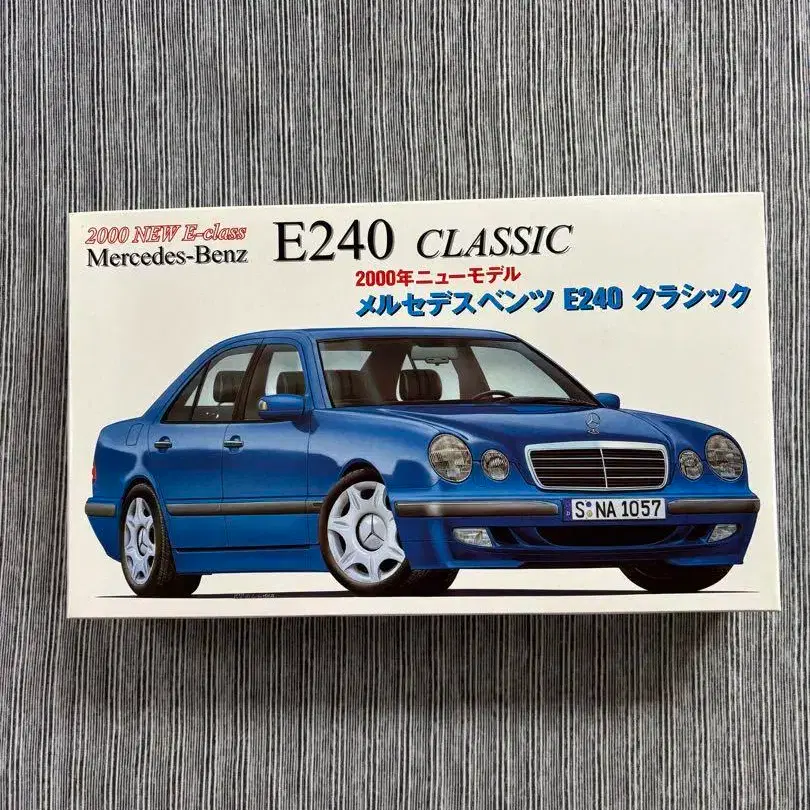 2000 NEW E-class
Mercedes-Benz
E240 CLASSIC
2000年ニューモデル
メルセデスベンツ E240 クラシック
S NA 1057